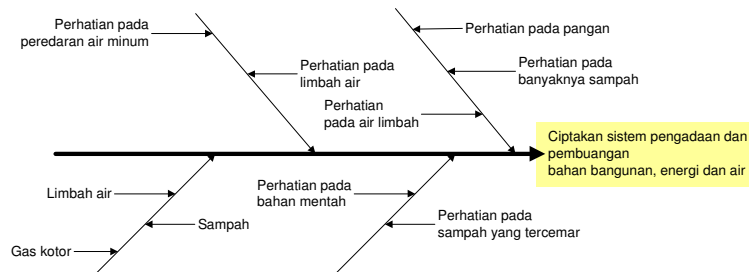 Perhatian pada
peredaran air minum
Perhatian pada
limbah air
Perhatian pada pangan
Perhatian pada
banyaknya sampah
Perhatian
pada air limbah
Ciptakan sistem pengadaan dan
pembuangan
bahan bangunan, energi dan air
Limbah air
Sampah
Gas kotor
Perhatian pada
bahan mentah
Perhatian pada
sampah yang tercemar